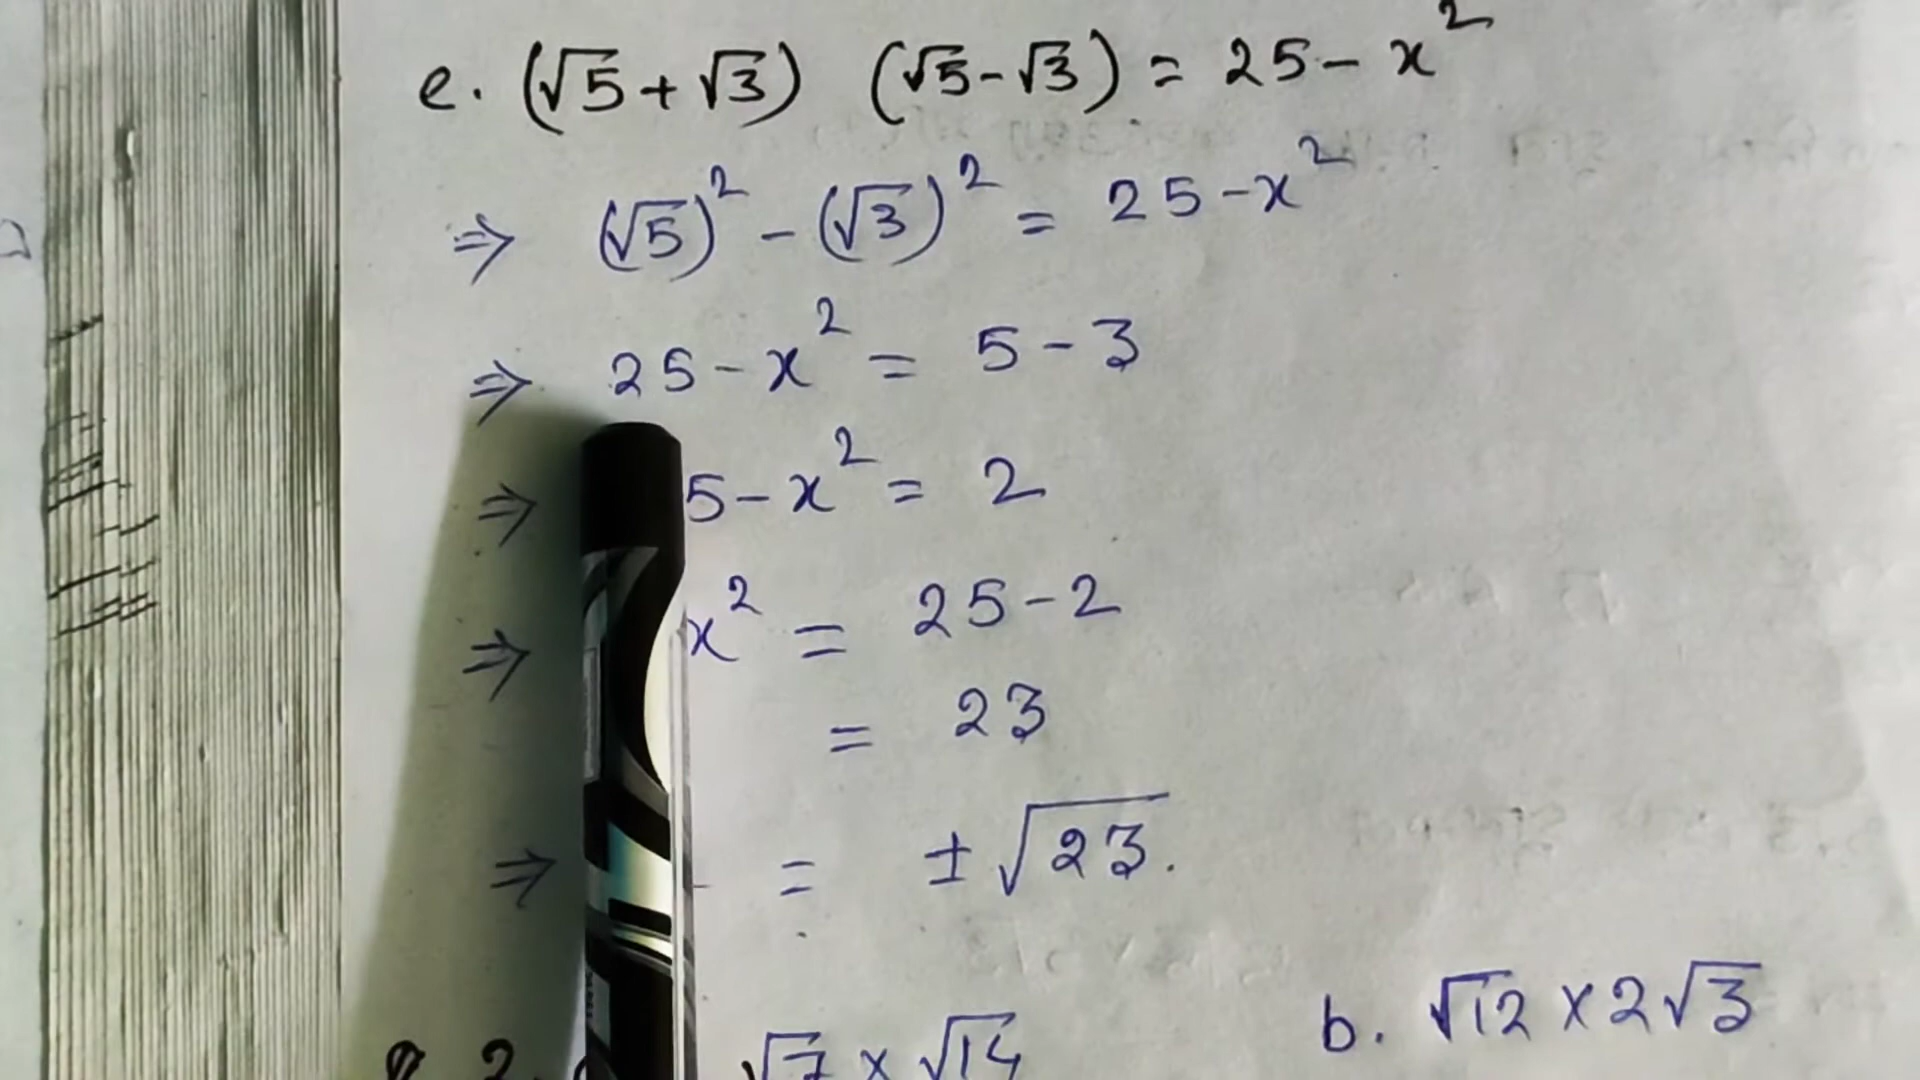 e. (√5+√3) (√5-√3) = 25 - x²
⇒ (√5)² - (√3)² = 25 - x²
⇒ 25 - x² = 5 - 3
⇒ 5 - x² = 2
⇒ x² = 25 - 2
= 23
⇒ = ± √23.
2. √7 × √14
b. √12 × 2√3